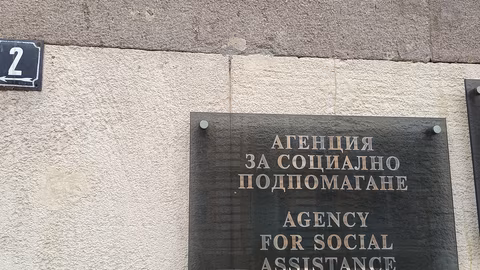 2
АГЕНЦИЯ
ЗА СОЦИАЛНО
ПОДПОМАГАНЕ
AGENCY
FOR SOCIAL
ASSISTANCE